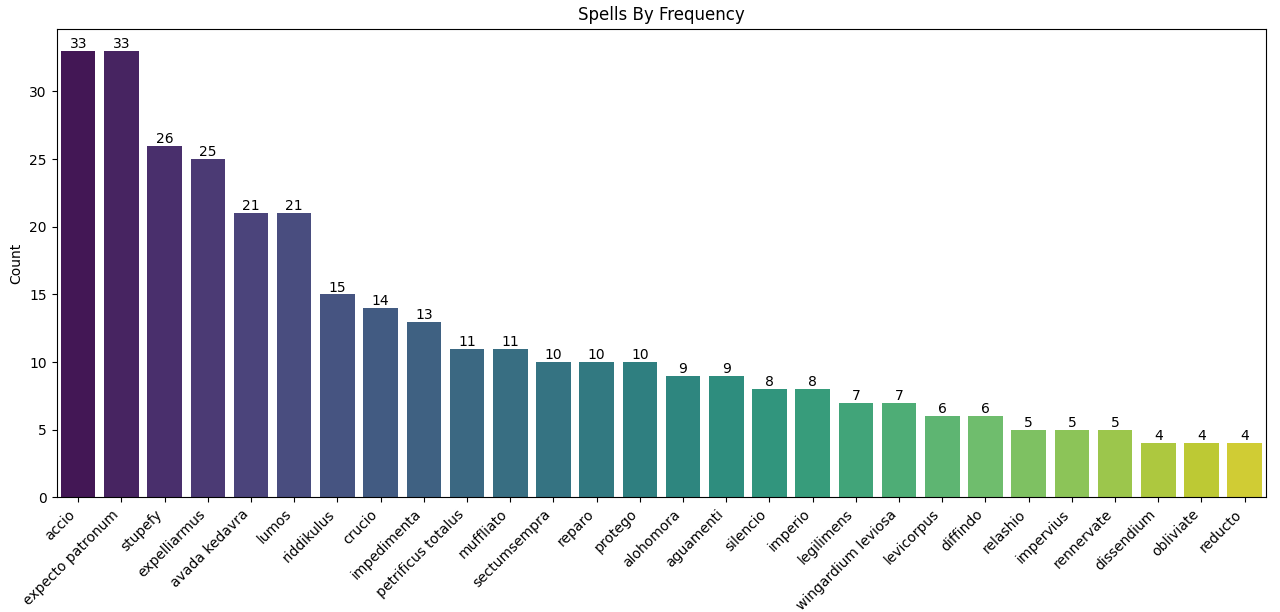 Spells By Frequency
Count
30
25
20
15
10
5
0
33
33
26
25
21
21
15
14
13
11
11
10
10
10
9
9
8
8
7
7
6
6
5
5
5
4
4
4
accio
expecto patronum
stupefy
expelliarmus
avada kedavra
lumos
riddikulus
crucio
impedimenta
petrificus totalus
muffliato
sectumsempra
reparo
protego
alohomora
aguamenti
silencio
imperio
legilimens
wingardium leviosa
levicorpus
diffindo
relashio
impervius
rennervate
dissendium
obliviate
reducto